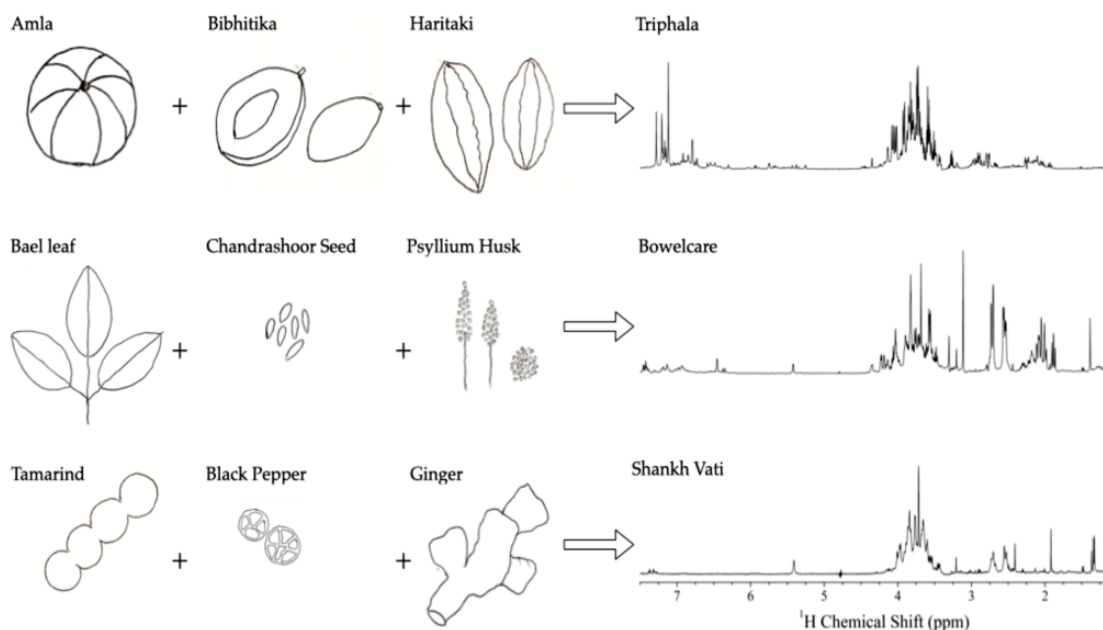 Amla
Bibhitika
Haritaki
Triphala
+
+
Bael leaf
Chandrashoor Seed
Psyllium Husk
Bowelcare
+
+
Tamarind
Black Pepper
Ginger
Shankh Vati
+
+
7 6 5 4 3 2
¹H Chemical Shift (ppm)